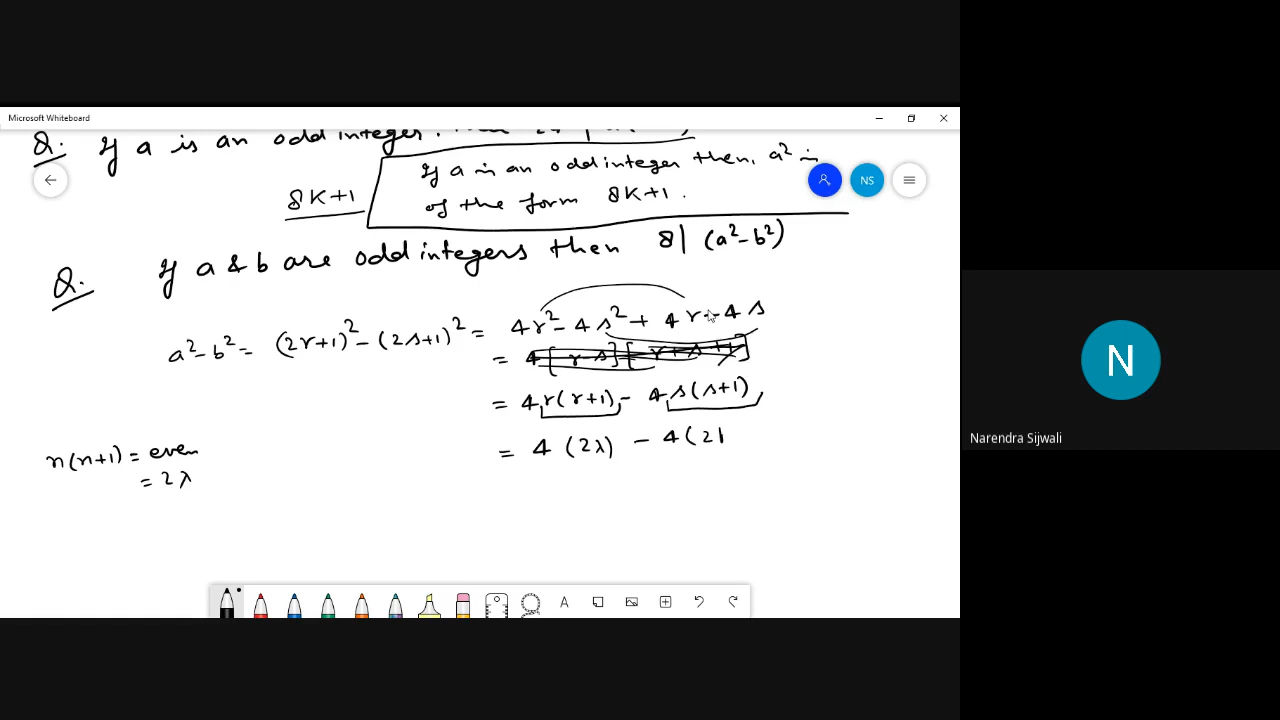 Microsoft Whiteboard
Q. If a is an odd integer.
If a is an odd integer then, a² is
8K+1
of the form 8K+1.
NS
Q. If a & b are odd integers then 8| (a²-b²)
a²-b² = (2r+1)² - (2s+1)² = 4r² - 4s² + 4r - 4s
= 4[r-s][r+s+1]
= 4r(r+1) - 4s(s+1)
n(n+1) = even
= 4 (2λ) - 4(2
= 2λ
A
N
Narendra Sijwali